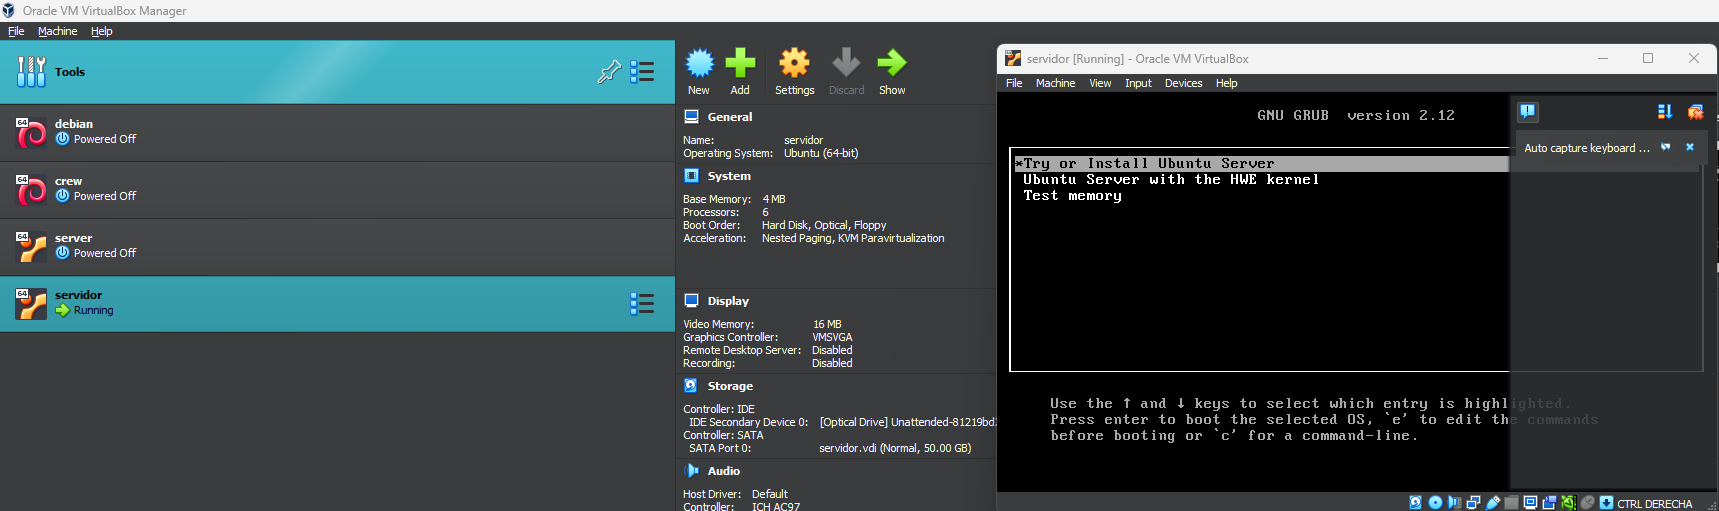 Oracle VM VirtualBox Manager
File Machine Help
Tools
64
debian
Powered Off
64
crew
Powered Off
64
server
Powered Off
64
servidor
Running
New Add Settings Discard Show
General
Name: servidor
Operating System: Ubuntu (64-bit)
System
Base Memory: 4 MB
Processors: 6
Boot Order: Hard Disk, Optical, Floppy
Acceleration: Nested Paging, KVM Paravirtualization
Display
Video Memory: 16 MB
Graphics Controller: VMSVGA
Remote Desktop Server: Disabled
Recording: Disabled
Storage
Controller: IDE
IDE Secondary Device 0: [Optical Drive] Unattended-81219bd
Controller: SATA
SATA Port 0: servidor.vdi (Normal, 50.00 GB)
Audio
Host Driver: Default
Controller: ICH AC97
servidor [Running] - Oracle VM VirtualBox
File Machine View Input Devices Help
GNU GRUB version 2.12
*Try or Install Ubuntu Server
Ubuntu Server with the HWE kernel
Test memory
Auto capture keyboard ...
Use the ↑ and ↓ keys to select which entry is highlighted.
Press enter to boot the selected OS, `e' to edit the commands
before booting or `c' for a command-line.
CTRL DERECHA